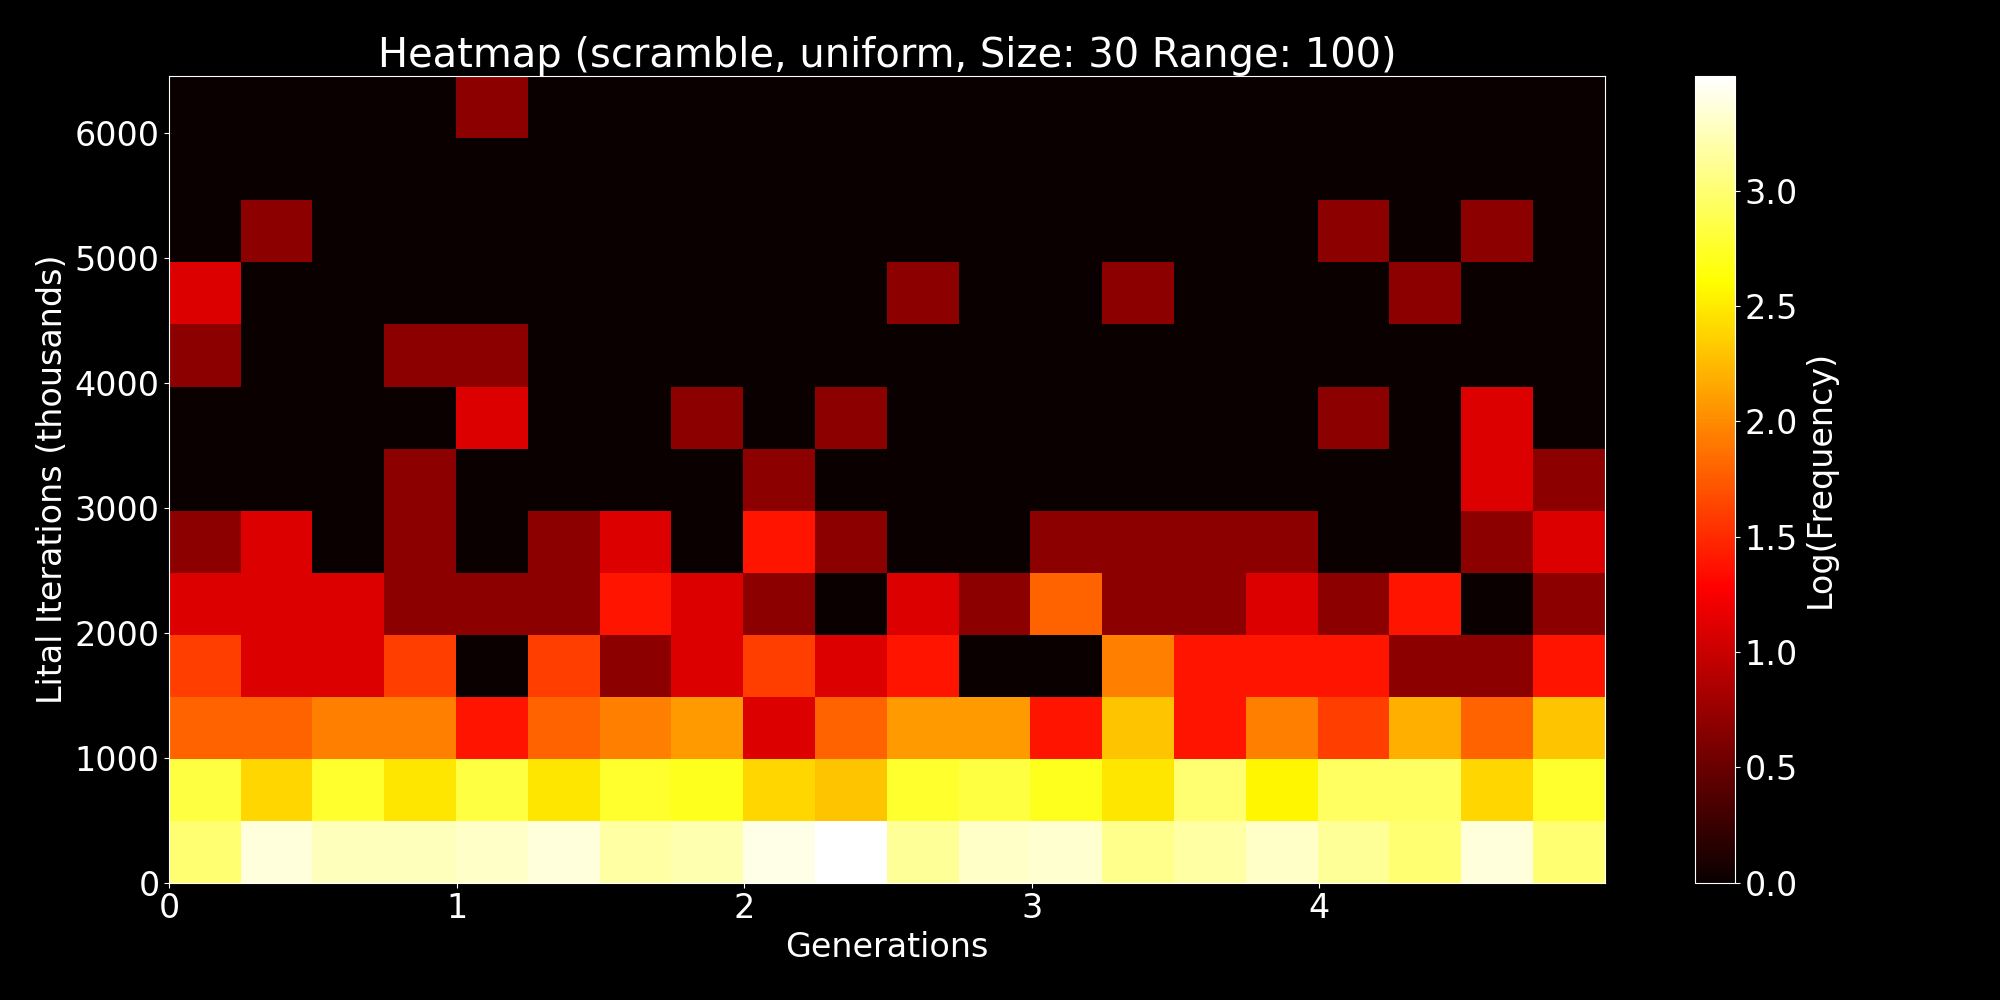 Heatmap (scramble, uniform, Size: 30 Range: 100)
6000
5000
4000
3000
2000
1000
0
Lital Iterations (thousands)
0 1 2 3 4
Generations
3.0
2.5
2.0
1.5
1.0
0.5
0.0
Log(Frequency)